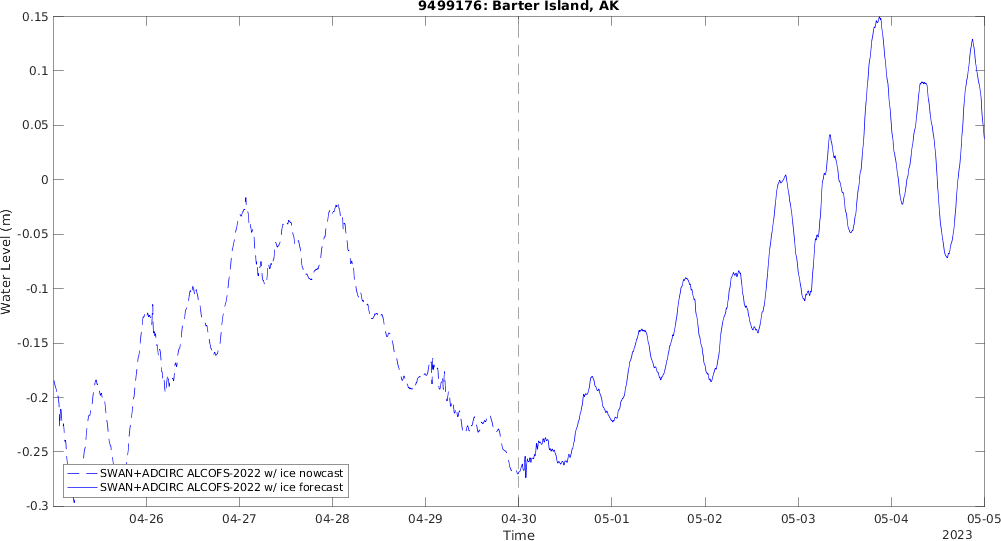 9499176: Barter Island, AK
0.15
0.1
0.05
0
-0.05
-0.1
-0.15
-0.2
-0.25
-0.3
Water Level (m)
SWAN+ADCIRC ALCOFS-2022 w/ ice nowcast
SWAN+ADCIRC ALCOFS-2022 w/ ice forecast
04-26 04-27 04-28 04-29 04-30 05-01 05-02 05-03 05-04 05-05
Time
2023